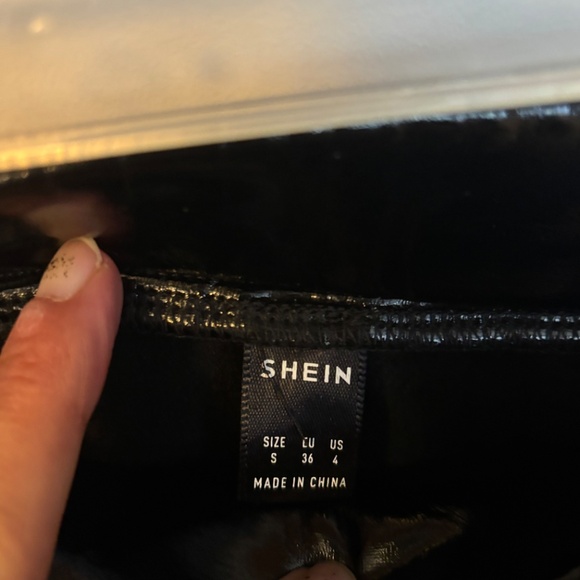 SHEIN
SIZE EU US
S 36 4
MADE IN CHINA